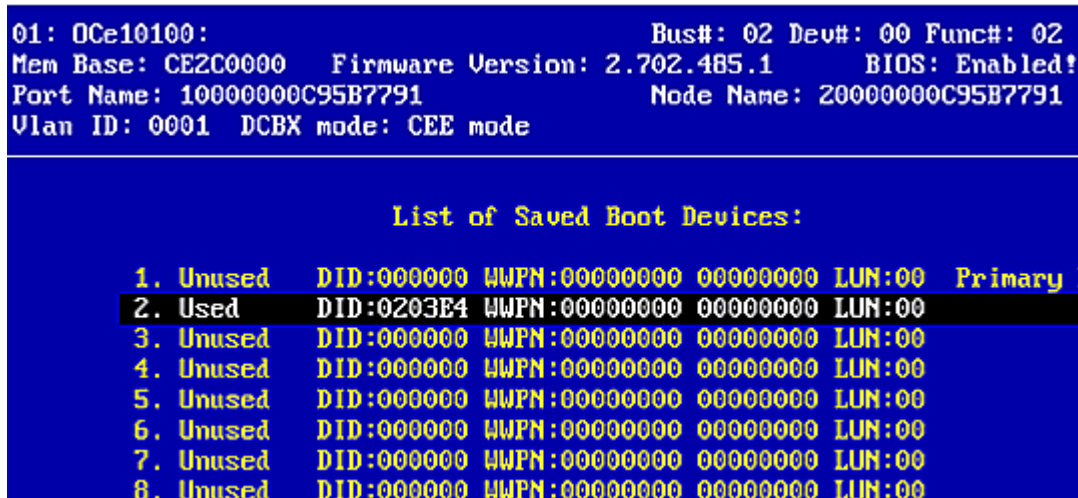 01: OCe10100: Bus#: 02 Dev#: 00 Func#: 02
Mem Base: CE2C0000 Firmware Version: 2.702.485.1 BIOS: Enabled!
Port Name: 10000000C95B7791 Node Name: 20000000C95B7791
Vlan ID: 0001 DCBX mode: CEE mode
List of Saved Boot Devices:
1. Unused DID:000000 WWPN:00000000 00000000 LUN:00 Primary
2. Used DID:0203E4 WWPN:00000000 00000000 LUN:00
3. Unused DID:000000 WWPN:00000000 00000000 LUN:00
4. Unused DID:000000 WWPN:00000000 00000000 LUN:00
5. Unused DID:000000 WWPN:00000000 00000000 LUN:00
6. Unused DID:000000 WWPN:00000000 00000000 LUN:00
7. Unused DID:000000 WWPN:00000000 00000000 LUN:00
8. Unused DID:000000 WWPN:00000000 00000000 LUN:00